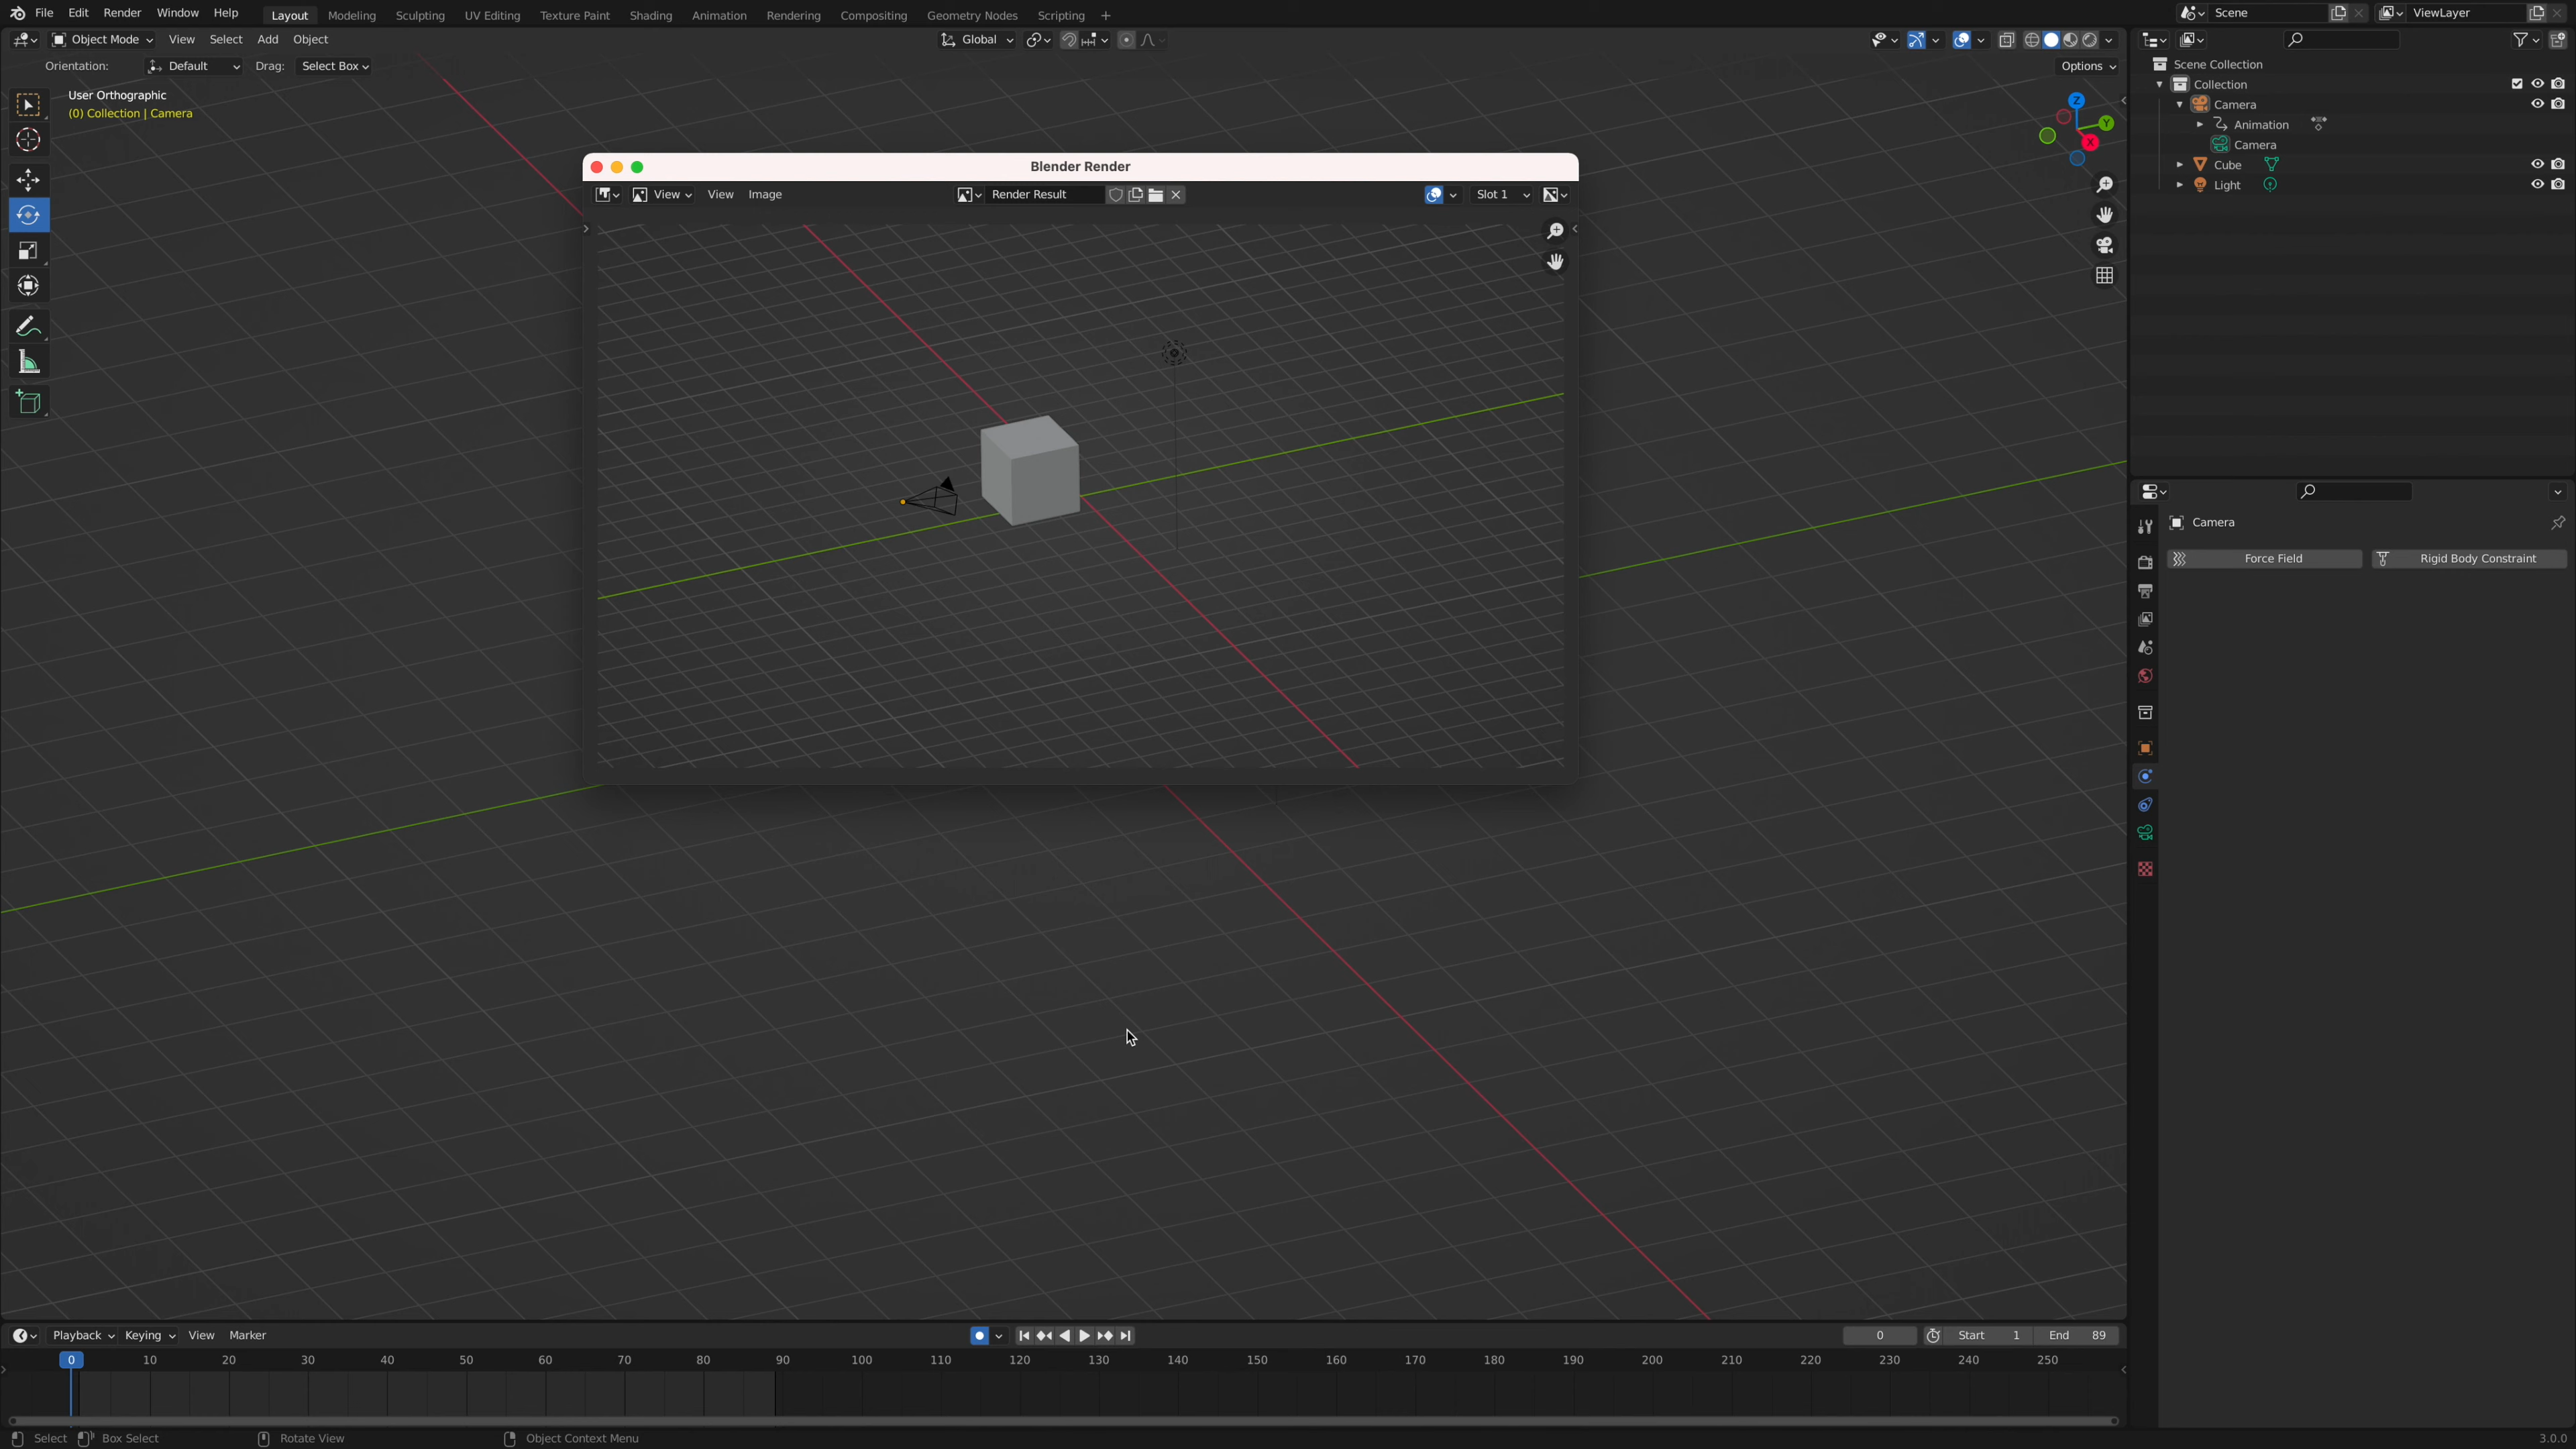 File Edit Render Window Help Layout Modeling Sculpting UV Editing Texture Paint Shading Animation Rendering Compositing Geometry Nodes Scripting + Scene ViewLayer
Object Mode View Select Add Object Global
Orientation: Default Drag: Select Box Options
User Orthographic
(0) Collection | Camera
Z
Y
X
Scene Collection
Collection
Camera
Animation
Camera
Cube
Light
Blender Render
View View Image Render Result Slot 1
Camera
Force Field Rigid Body Constraint
Playback Keying View Marker 0 Start 1 End 89
0 10 20 30 40 50 60 70 80 90 100 110 120 130 140 150 160 170 180 190 200 210 220 230 240 250
Select Box Select Rotate View Object Context Menu 3.0.0